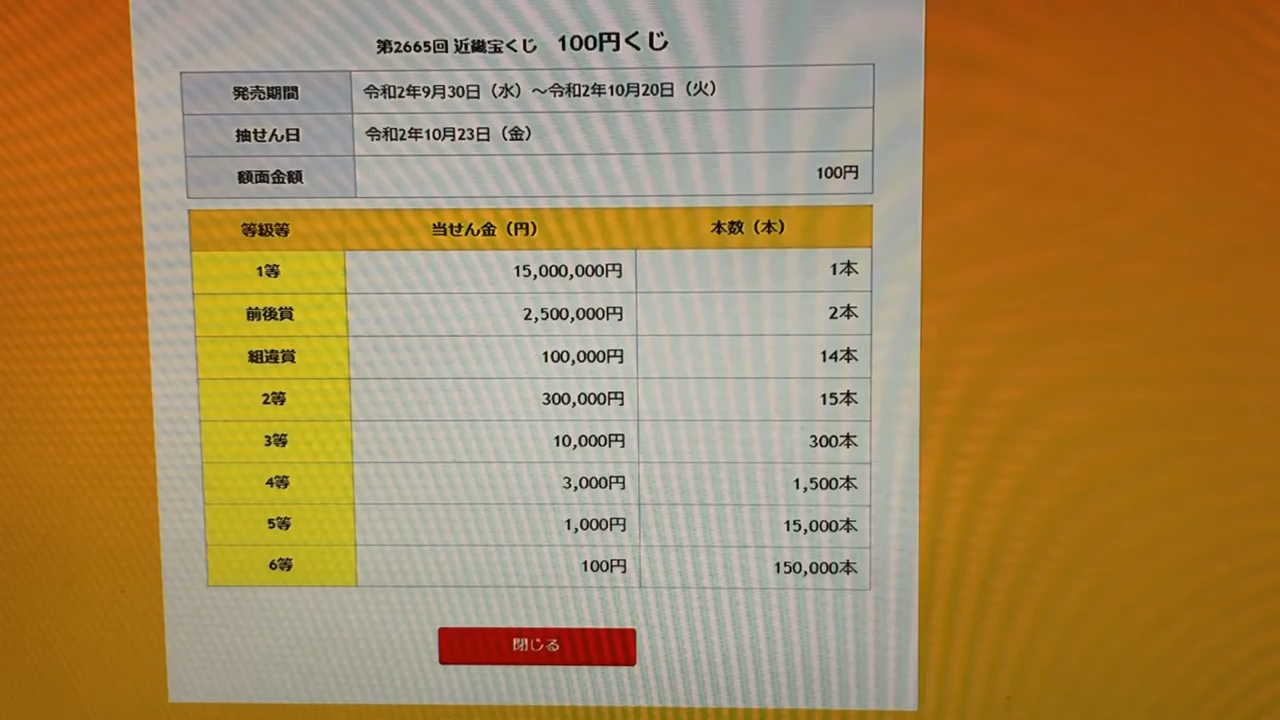 第2665回 近畿宝くじ 100円くじ
発売期間 令和2年9月30日（水）～令和2年10月20日（火）
抽せん日 令和2年10月23日（金）
額面金額 100円
等級等 当せん金（円） 本数（本）
1等 15,000,000円 1本
前後賞 2,500,000円 2本
組違賞 100,000円 14本
2等 300,000円 15本
3等 10,000円 300本
4等 3,000円 1,500本
5等 1,000円 15,000本
6等 100円 150,000本
閉じる